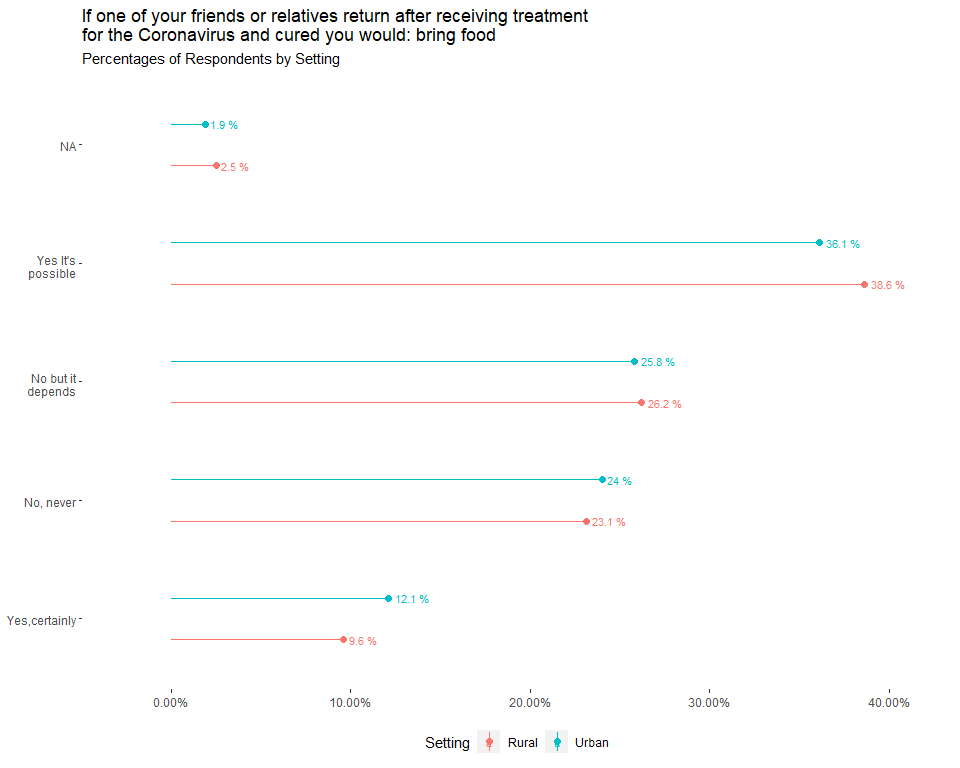 If one of your friends or relatives return after receiving treatment
for the Coronavirus and cured you would: bring food
Percentages of Respondents by Setting
NA
1.9 %
2.5 %
Yes It's
possible
36.1 %
38.6 %
No but it
depends
25.8 %
26.2 %
No, never
24 %
23.1 %
Yes,certainly
12.1 %
9.6 %
0.00% 10.00% 20.00% 30.00% 40.00%
Setting Rural Urban